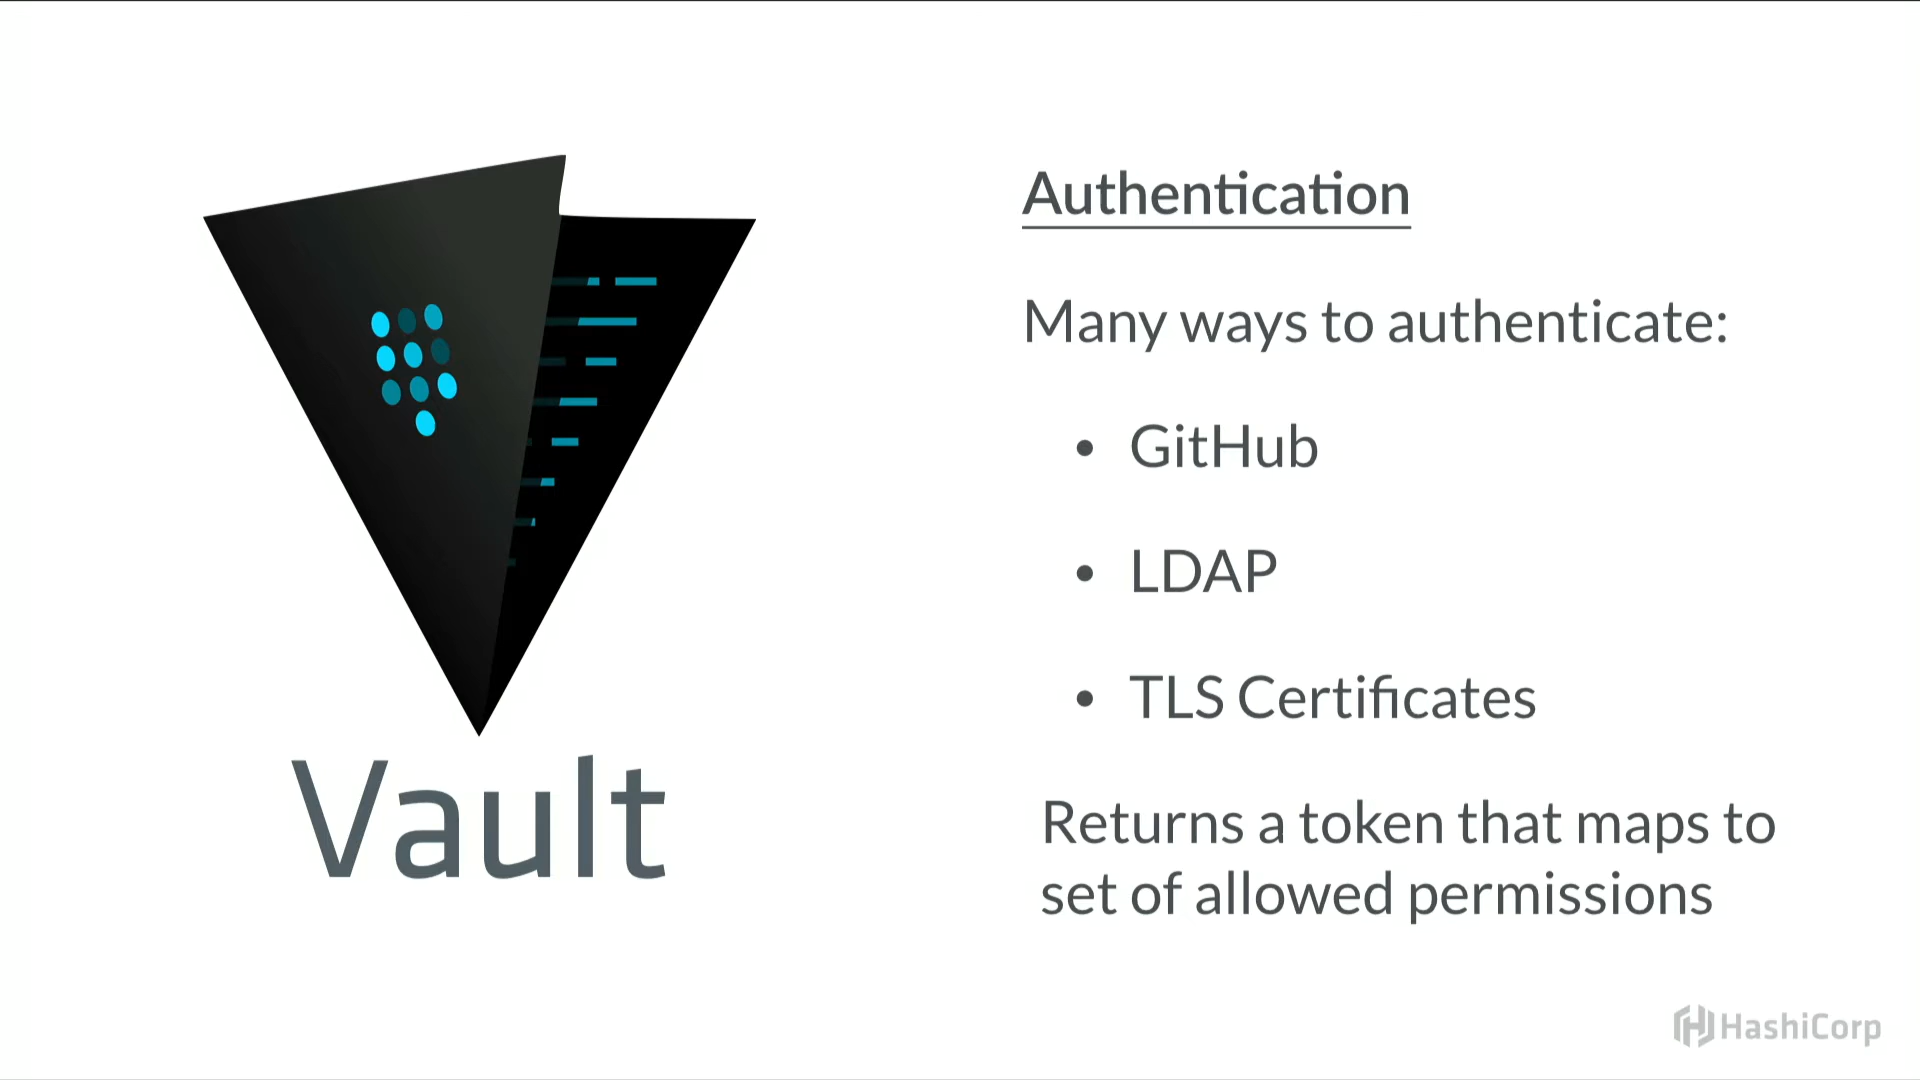 Vault
Authentication
Many ways to authenticate:
• GitHub
• LDAP
• TLS Certificates
Returns a token that maps to
set of allowed permissions
HashiCorp